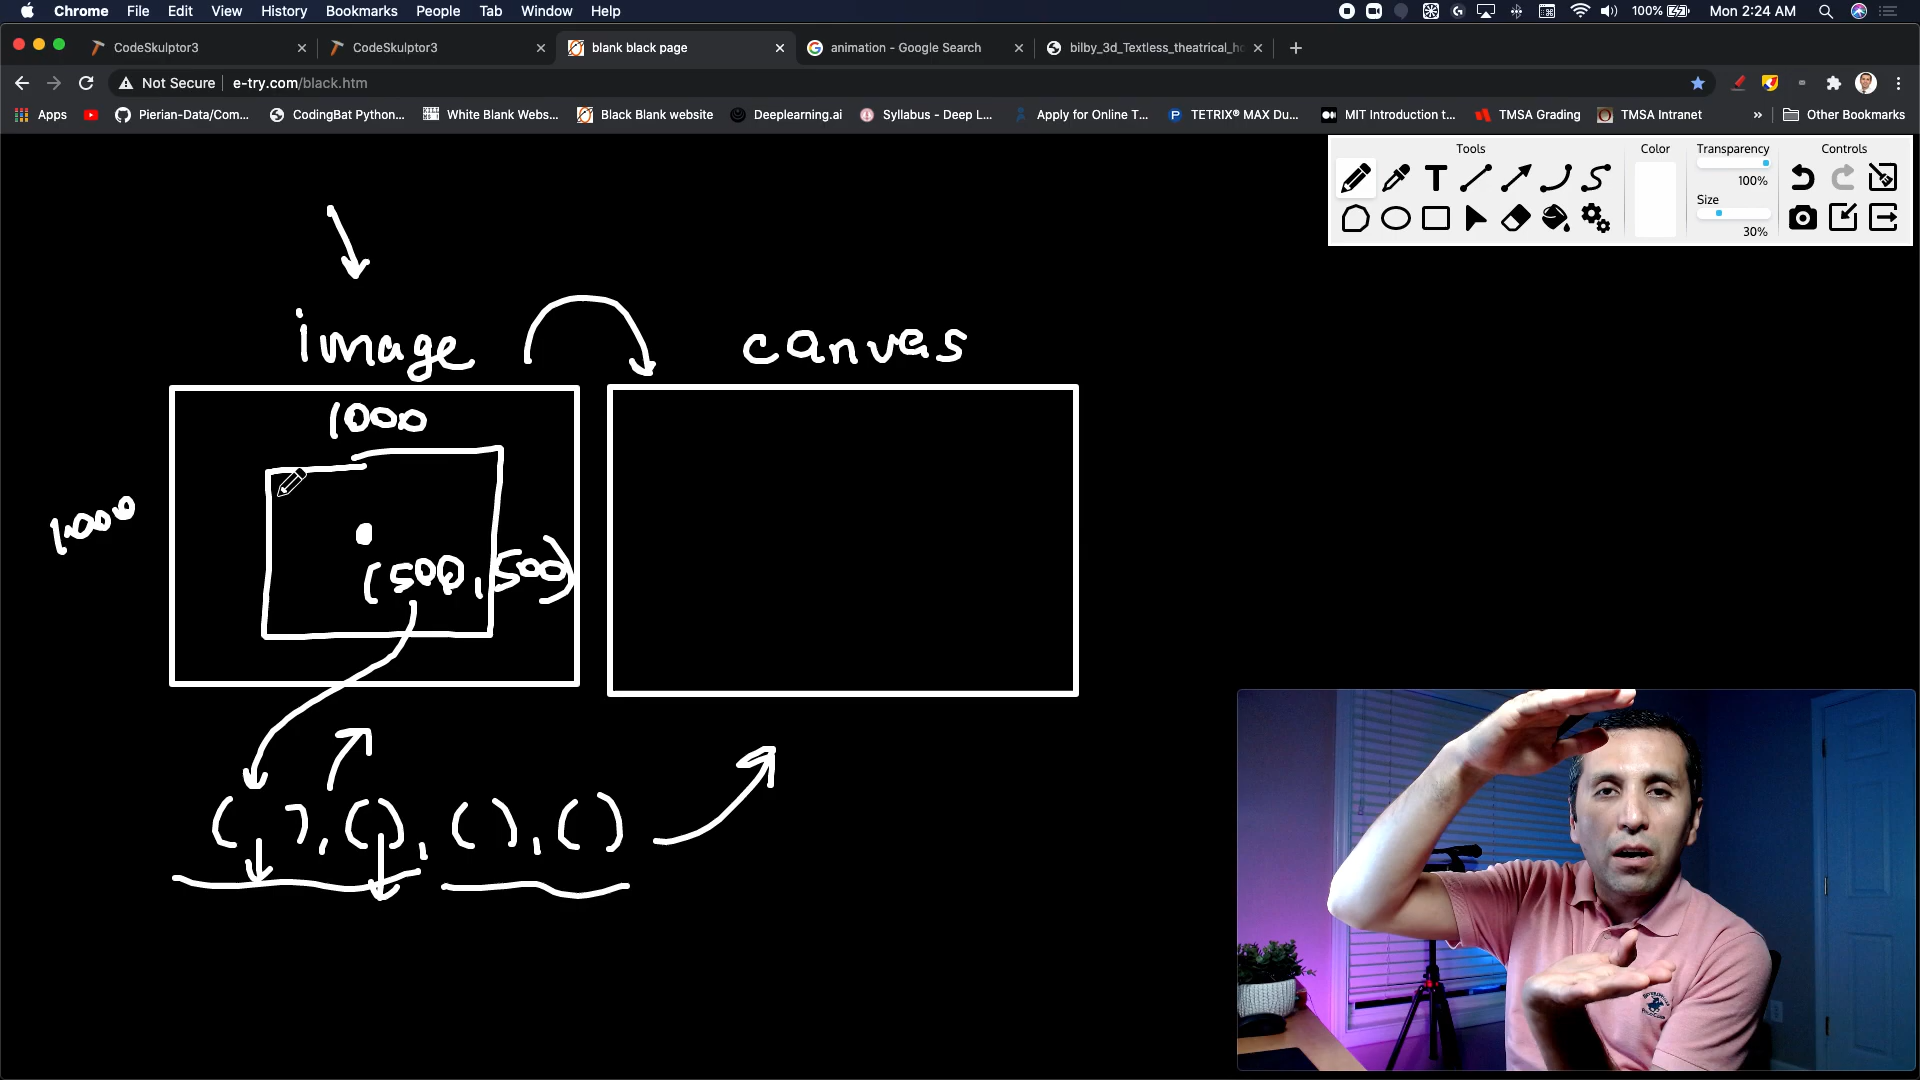 Chrome File Edit View History Bookmarks People Tab Window Help 100% Mon 2:24 AM
CodeSkulptor3 CodeSkulptor3 blank black page animation - Google Search bilby_3d_Textless_theatrical_ho
Not Secure e-try.com/black.htm
Apps Pierian-Data/Com... CodingBat Python... White Blank Webs... Black Blank website Deeplearning.ai Syllabus - Deep L... Apply for Online T... TETRIX® MAX Du... MIT Introduction t... TMSA Grading TMSA Intranet » Other Bookmarks
Tools Color Transparency Controls
100%
Size
30%
image canvas
1000
1000
(500, 500)
( ), ( ), ( ), ( )